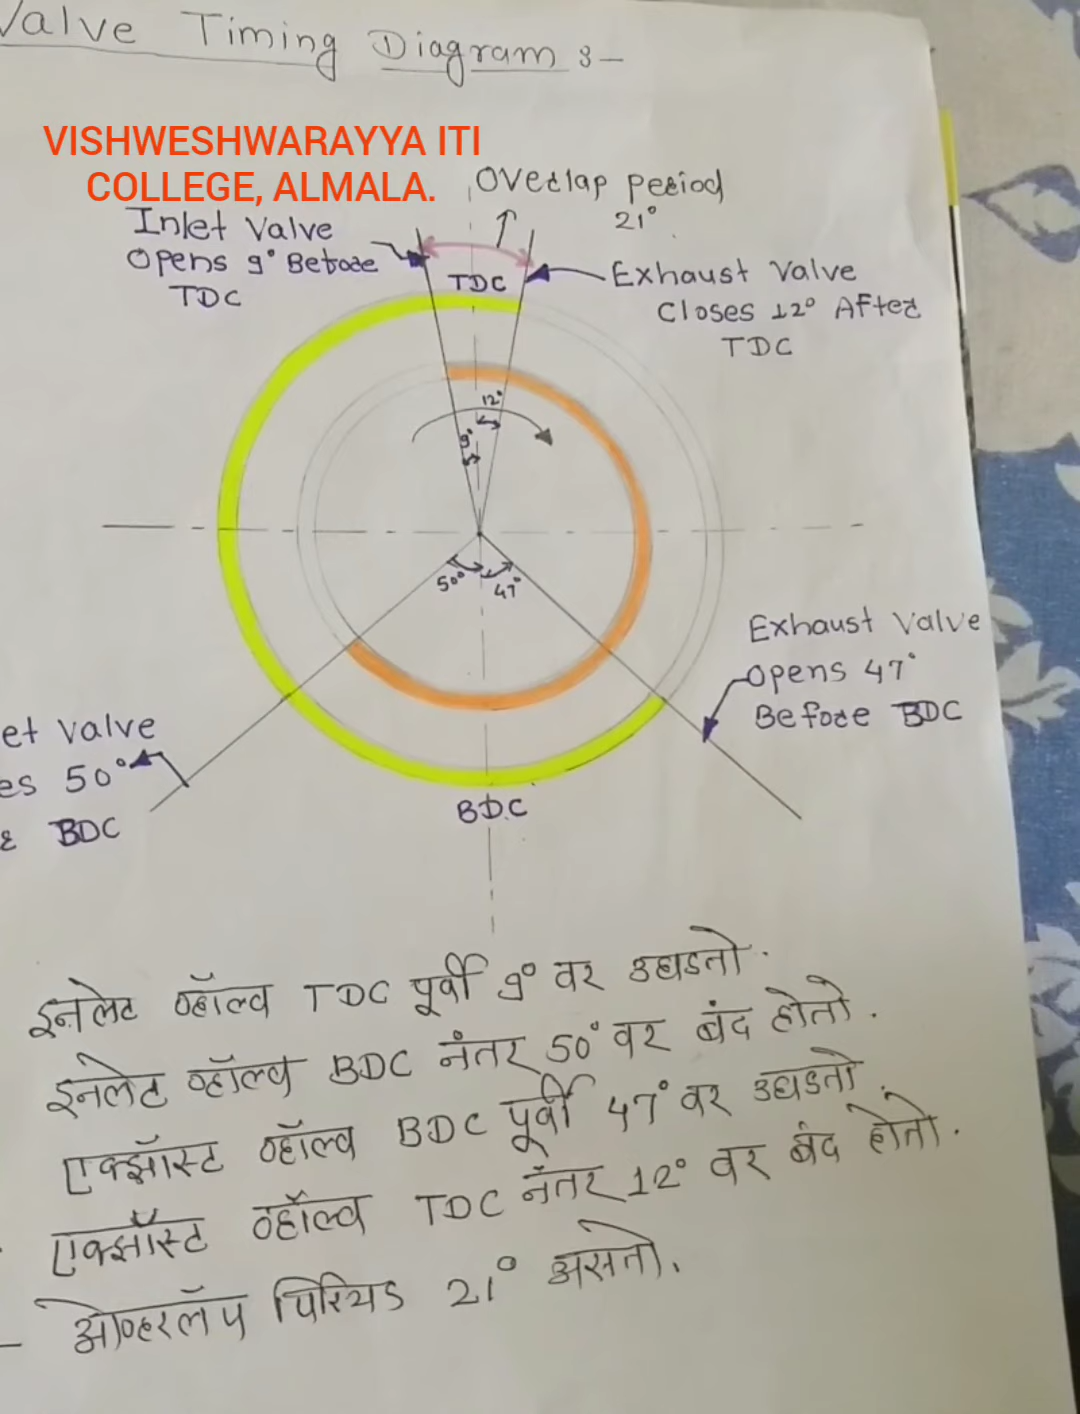 Valve Timing Diagram :-
VISHWESHWARAYYA ITI
COLLEGE, ALMALA.
Overlap period
21°
Inlet Valve
Opens 9° Before
TDC
TDC
Exhaust Valve
Closes 12° After
TDC
12°
9°
50°
47°
Exhaust Valve
Opens 47°
Before BDC
et Valve
es 50°
BDC
BDC
इनलेट व्हॉल्व TDC पूर्वी 9° वर उघडतो.
इनलेट व्हॉल्व BDC नंतर 50° वर बंद होतो.
एक्झॉस्ट व्हॉल्व BDC पूर्वी 47° वर उघडतो.
एक्झॉस्ट व्हॉल्व TDC नंतर 12° वर बंद होतो.
- ओव्हरलॅप पिरियड 21° असतो.